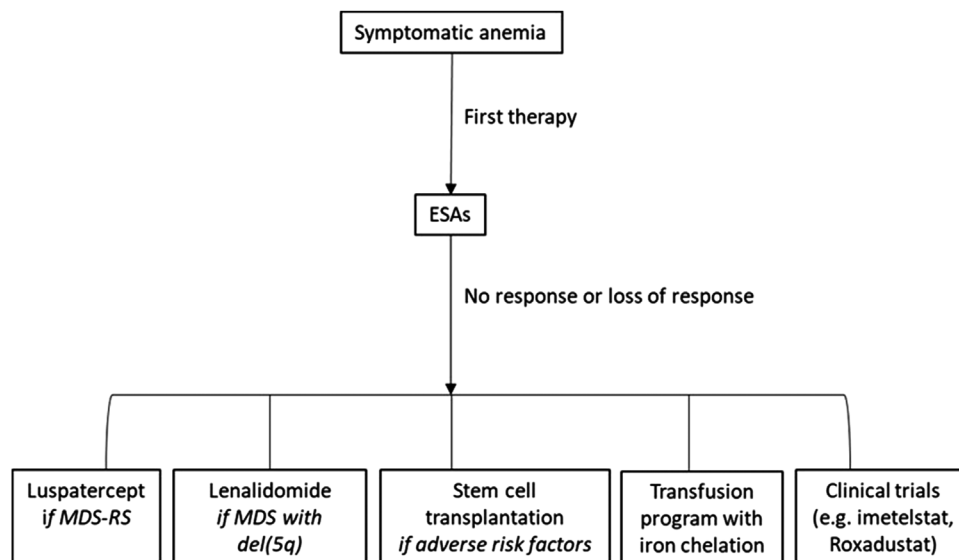 Symptomatic anemia
First therapy
ESAs
No response or loss of response
Luspatercept
if MDS-RS
Lenalidomide
if MDS with
del(5q)
Stem cell
transplantation
if adverse risk factors
Transfusion
program with
iron chelation
Clinical trials
(e.g. imetelstat,
Roxadustat)